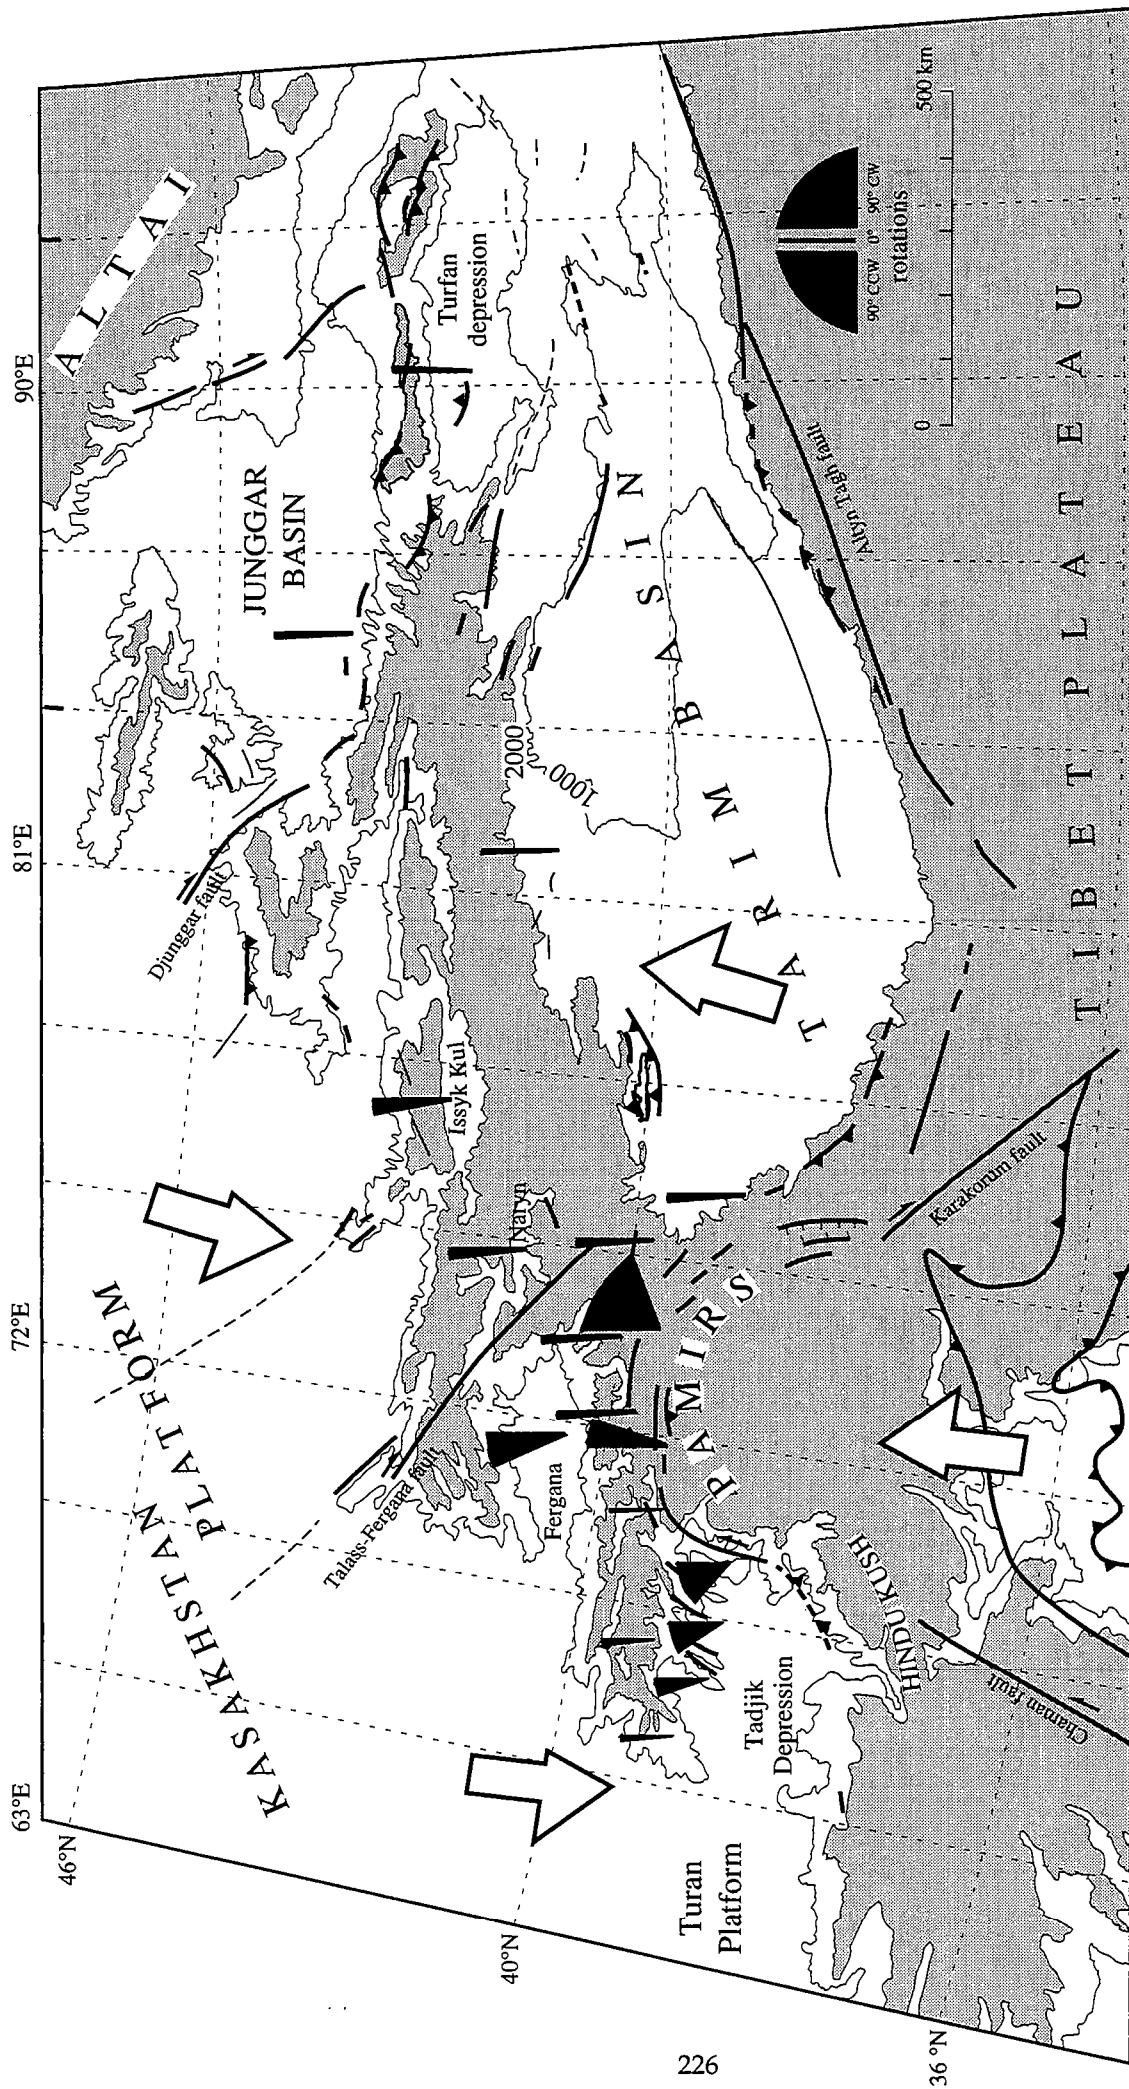 63°E
72°E
81°E
90°E
46°N
40°N
36 °N
ALTAI
KASAKHSTAN
PLATFORM
JUNGGAR
BASIN
Djunggar fault
Turfan
depression
Issyk Kul
Naryn
2000
1000
Talass-Fergana fault
Fergana
TARIM BASIN
PAMIRS
Turan
Platform
Tadjik
Depression
HINDU KUSH
Chaman fault
Karakorum fault
Altyn Tagh fault
TIBET PLATEAU
90° CCW 0° 90° CW
rotations
0
500 km
226